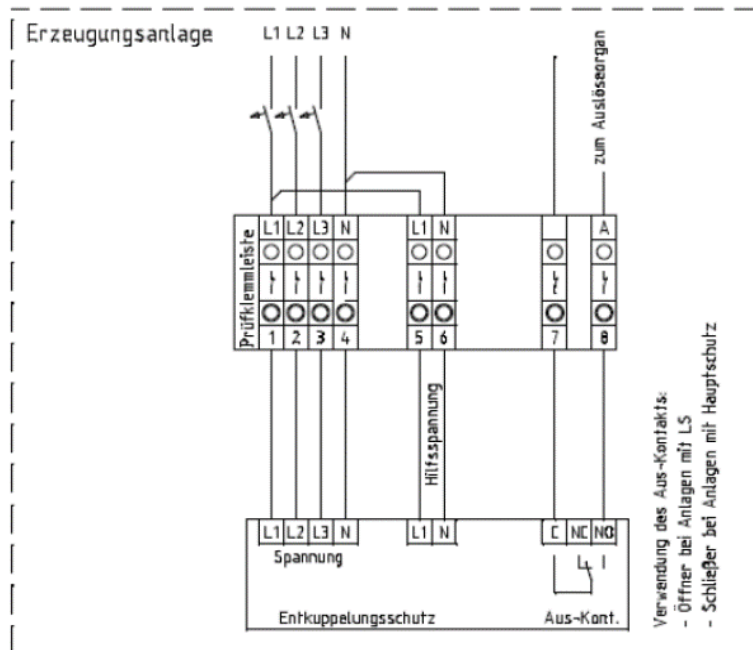 Erzeugungsanlage
L1 L2 L3 N
zum Auslöseorgan
Prüfklemmleiste
L1 L2 L3 N L1 N A
1 2 3 4 5 6 7 8
Hilfsspannung
L1 L2 L3 N L1 N C NC NO
Spannung
Entkuppelungsschutz Aus-Kont.
Verwendung des Aus-Kontakts:
- Öffner bei Anlagen mit LS
- Schließer bei Anlagen mit Hauptschutz